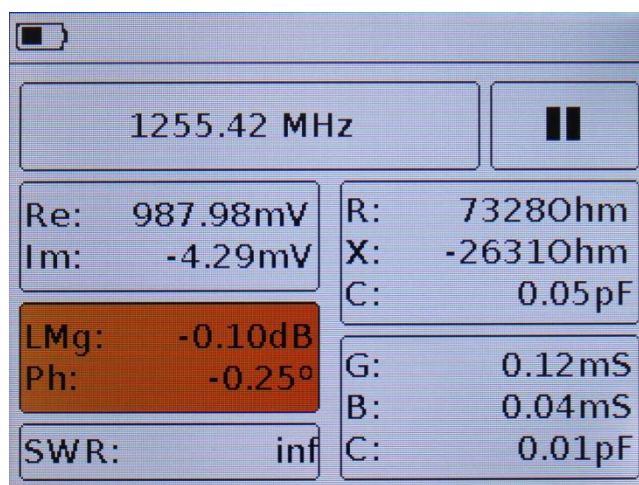 1255.42 MHz
Re: 987.98mV
Im: -4.29mV
LMg: -0.10dB
Ph: -0.25º
SWR: inf
R: 7328Ohm
X: -2631Ohm
C: 0.05pF
G: 0.12mS
B: 0.04mS
C: 0.01pF